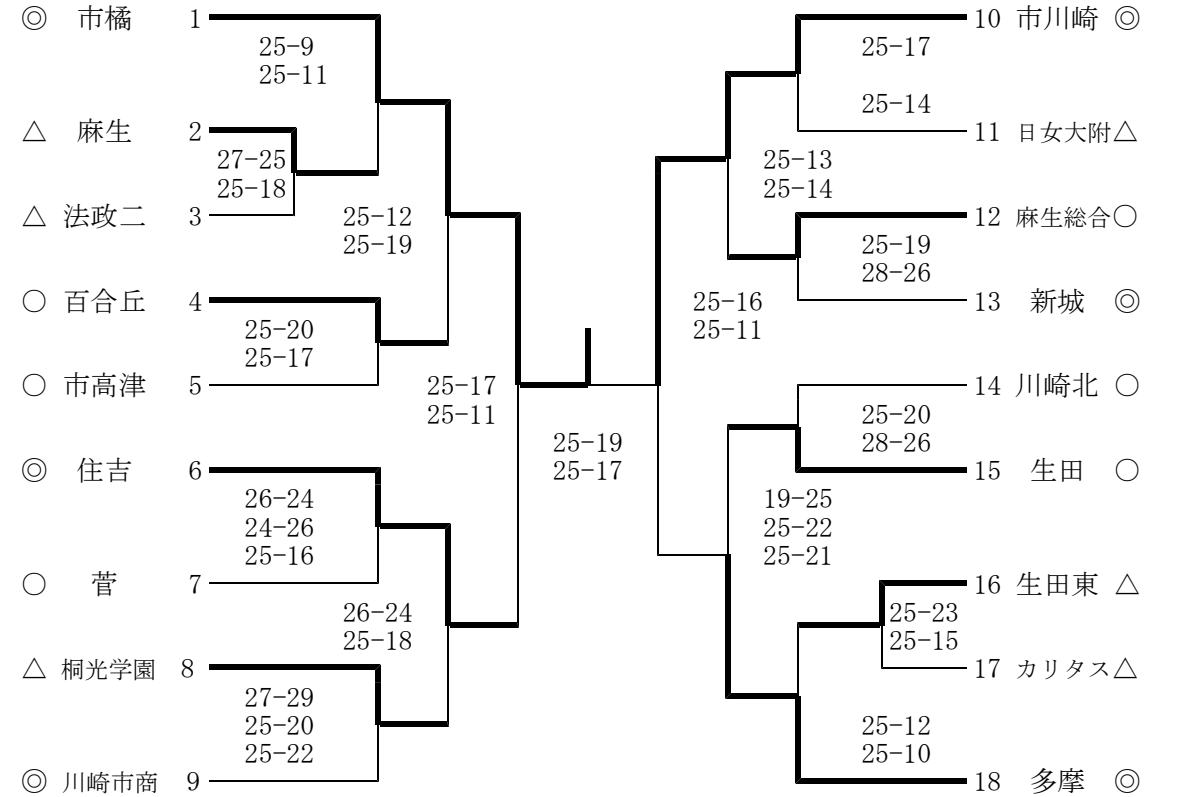 ◎ 市橘 1
25-9
25-11
△ 麻生 2
27-25
25-18
△ 法政二 3
25-12
25-19
○ 百合丘 4
25-20
25-17
○ 市高津 5
25-17
25-11
◎ 住吉 6
26-24
24-26
25-16
○ 菅 7
26-24
25-18
△ 桐光学園 8
27-29
25-20
25-22
◎ 川崎市商 9
25-19
25-17
10 市川崎 ◎
25-17
25-14
11 日女大附△
25-13
25-14
12 麻生総合○
25-19
28-26
13 新城 ◎
25-16
25-11
14 川崎北 ○
25-20
28-26
15 生田 ○
19-25
25-22
25-21
16 生田東 △
25-23
25-15
17 カリタス△
25-12
25-10
18 多摩 ◎